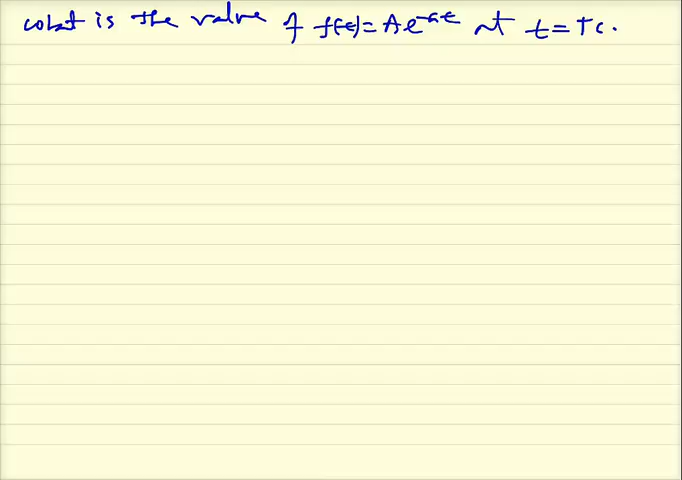 what is the value of f(t) = Ae^-at at t = Tc.